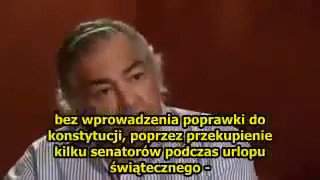 bez wprowadzenia poprawki do
konstytucji, poprzez przekupienie
kilku senatorów podczas urlopu
świątecznego -